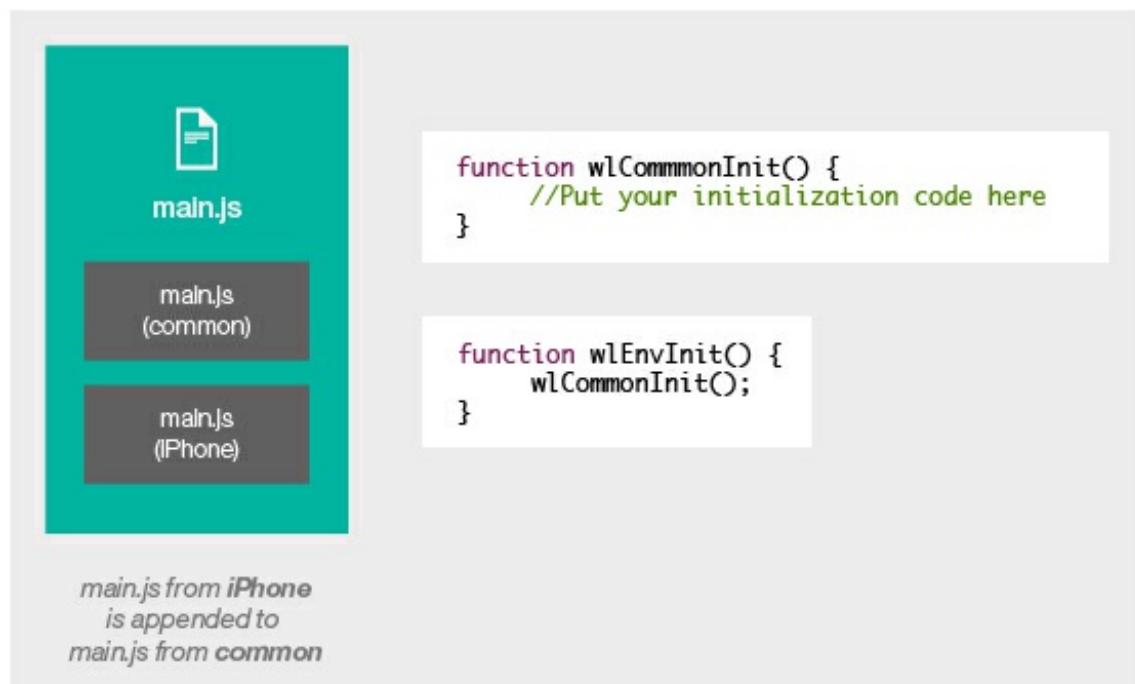 main.js
main.js
(common)
main.js
(iPhone)
main.js from iPhone
is appended to
main.js from common
function wlCommmonInit() {
//Put your initialization code here
}
function wlEnvInit() {
wlCommonInit();
}